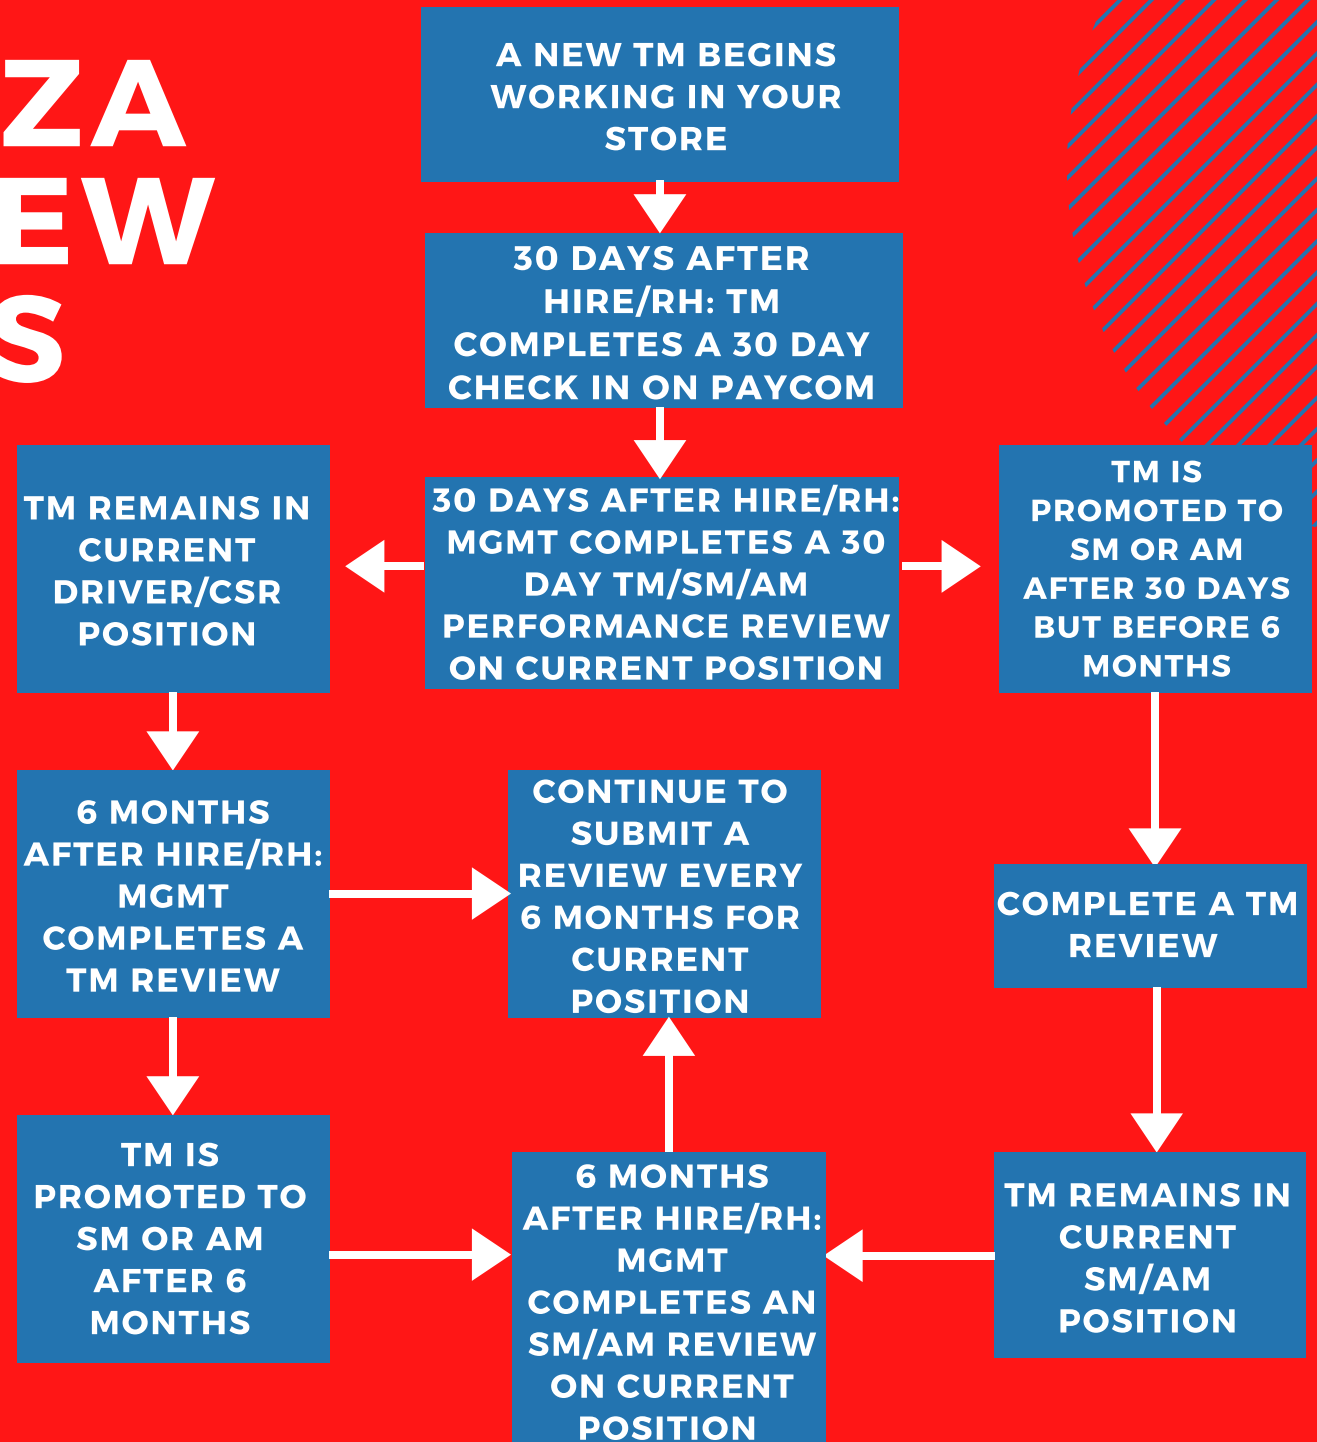 ZA
EW
S
A NEW TM BEGINS
WORKING IN YOUR
STORE
30 DAYS AFTER
HIRE/RH: TM
COMPLETES A 30 DAY
CHECK IN ON PAYCOM
30 DAYS AFTER HIRE/RH:
MGMT COMPLETES A 30
DAY TM/SM/AM
PERFORMANCE REVIEW
ON CURRENT POSITION
TM REMAINS IN
CURRENT
DRIVER/CSR
POSITION
TM IS
PROMOTED TO
SM OR AM
AFTER 30 DAYS
BUT BEFORE 6
MONTHS
6 MONTHS
AFTER HIRE/RH:
MGMT
COMPLETES A
TM REVIEW
CONTINUE TO
SUBMIT A
REVIEW EVERY
6 MONTHS FOR
CURRENT
POSITION
COMPLETE A TM
REVIEW
TM IS
PROMOTED TO
SM OR AM
AFTER 6
MONTHS
6 MONTHS
AFTER HIRE/RH:
MGMT
COMPLETES AN
SM/AM REVIEW
ON CURRENT
POSITION
TM REMAINS IN
CURRENT
SM/AM
POSITION